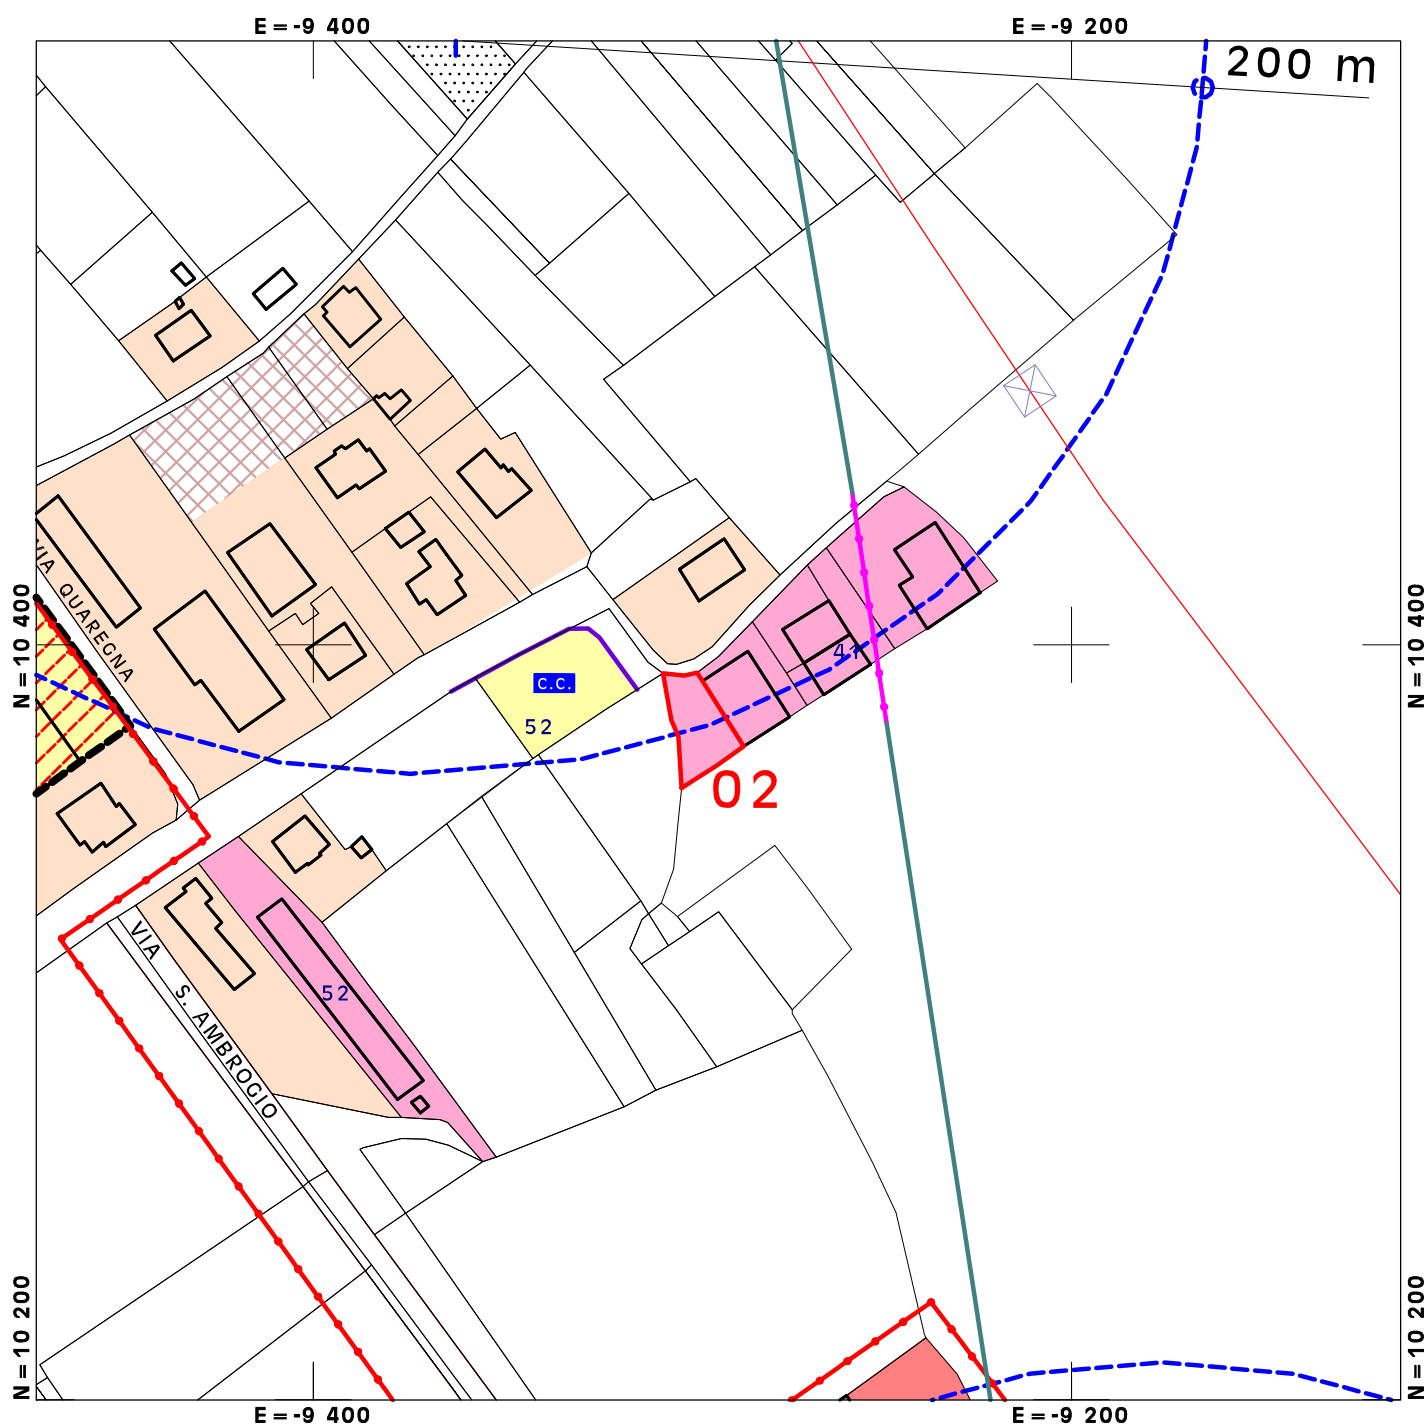 E = -9 400
E = -9 200
200 m
N = 10 400
N = 10 400
VIA QUAREGNA
41
C.C.
52
02
VIA S. AMBROGIO
52
N = 10 200
N = 10 200
E = -9 400
E = -9 200